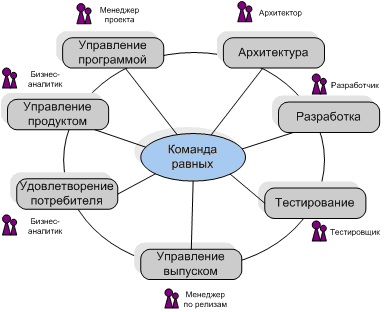 Менеджер
проекта
Архитектор
Управление
программой
Архитектура
Бизнес-
аналитик
Разработчик
Управление
продуктом
Разработка
Команда
равных
Удовлетворение
потребителя
Тестирование
Бизнес-
аналитик
Тестировщик
Управление
выпуском
Менеджер
по релизам